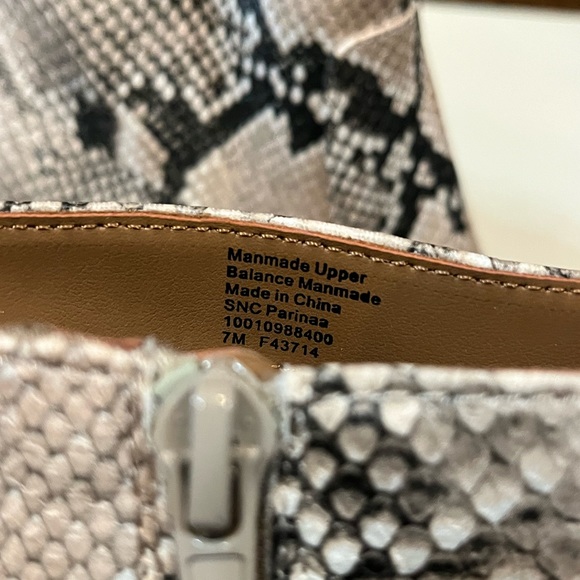 Manmade Upper
Balance Manmade
Made in China
SNC Parinaa
10010988400
7M F43714